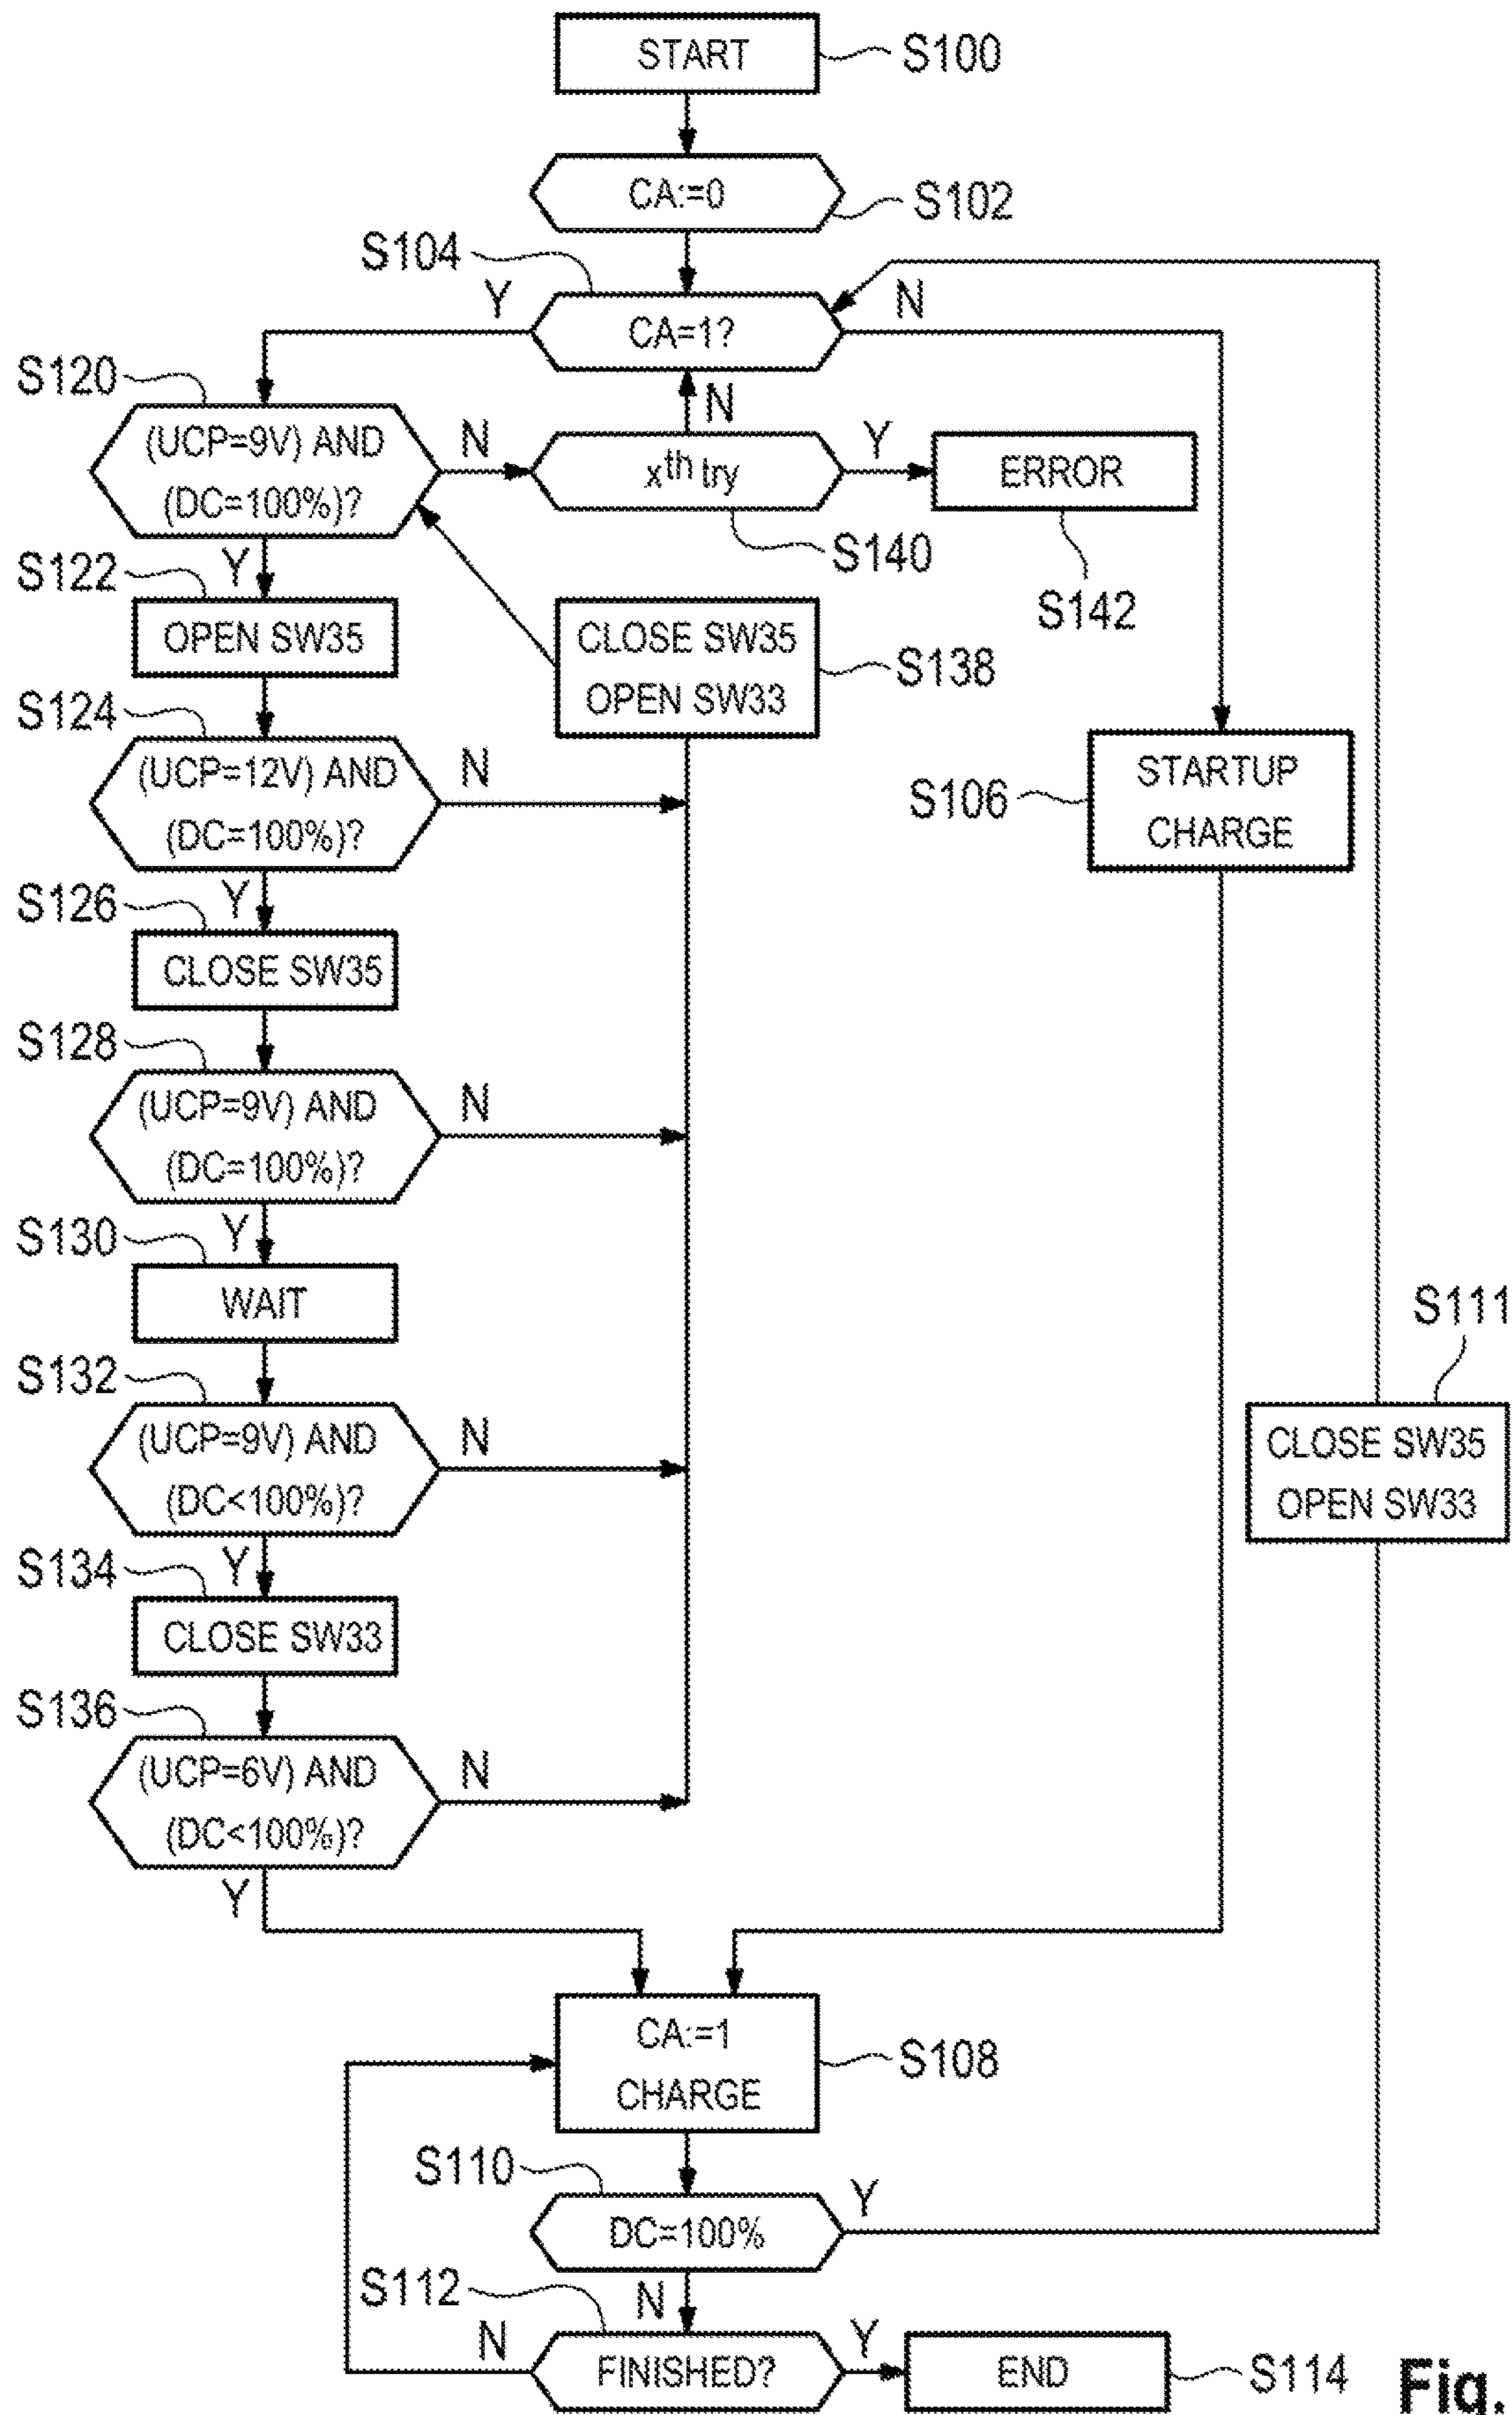 START
S100
CA:=0
S102
S104
Y
CA=1?
N
S120
(UCP=9V) AND
(DC=100%)?
N
N
xth try
Y
ERROR
S140
S142
Y
S122
OPEN SW35
CLOSE SW35
OPEN SW33
S138
S124
(UCP=12V) AND
(DC=100%)?
N
STARTUP
CHARGE
S106
Y
S126
CLOSE SW35
S128
(UCP=9V) AND
(DC=100%)?
N
Y
S130
WAIT
S111
CLOSE SW35
OPEN SW33
S132
(UCP=9V) AND
(DC<100%)?
N
Y
S134
CLOSE SW33
S136
(UCP=6V) AND
(DC<100%)?
N
Y
CA:=1
CHARGE
S108
S110
DC=100%
Y
N
S112
N
FINISHED?
Y
END
S114
Fig.